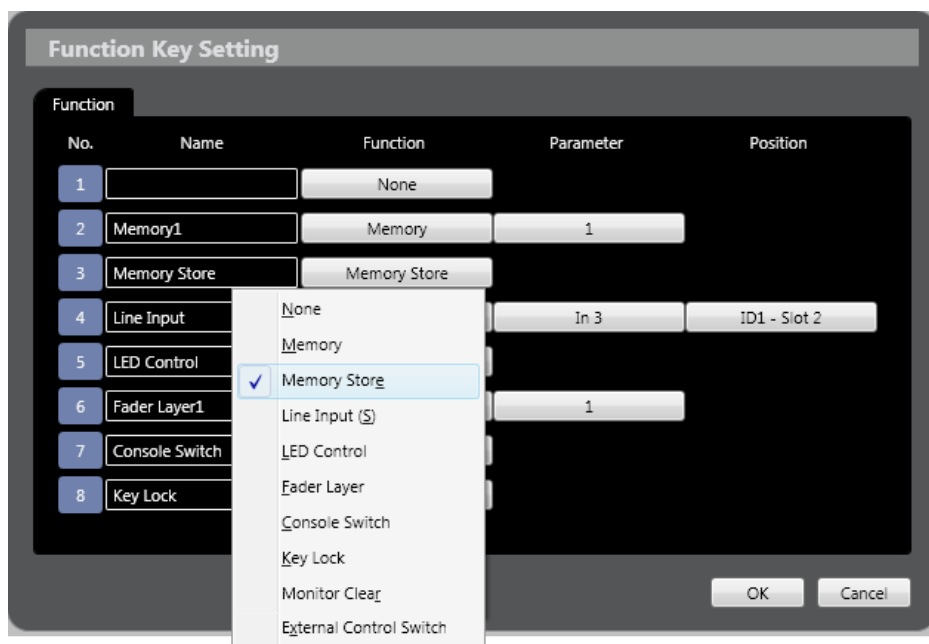 Function Key Setting
Function
No. Name Function Parameter Position
1 None
2 Memory1 Memory 1
3 Memory Store Memory Store
4 Line Input In 3 ID1 - Slot 2
5 LED Control
6 Fader Layer1 1
7 Console Switch
8 Key Lock
None
Memory
✓ Memory Store
Line Input (S)
LED Control
Fader Layer
Console Switch
Key Lock
Monitor Clear
External Control Switch
OK Cancel